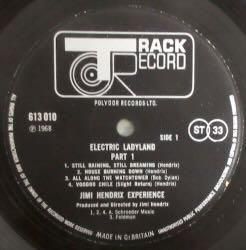 TRACK
RECORD
POLYDOR RECORDS LTD.
613 010
Ⓟ 1968
SIDE 1
ST 33
ELECTRIC LADYLAND
PART 1
1. STILL RAINING, STILL DREAMING (Hendrix)
2. HOUSE BURNING DOWN (Hendrix)
3. ALL ALONG THE WATCHTOWER (Bob Dylan)
4. VOODOO CHILE (Slight Return) (Hendrix)
JIMI HENDRIX EXPERIENCE
Produced and Directed by Jimi Hendrix
1, 2, 4 A. Schroeder Music
3. Feldman
Made in Gt Britain